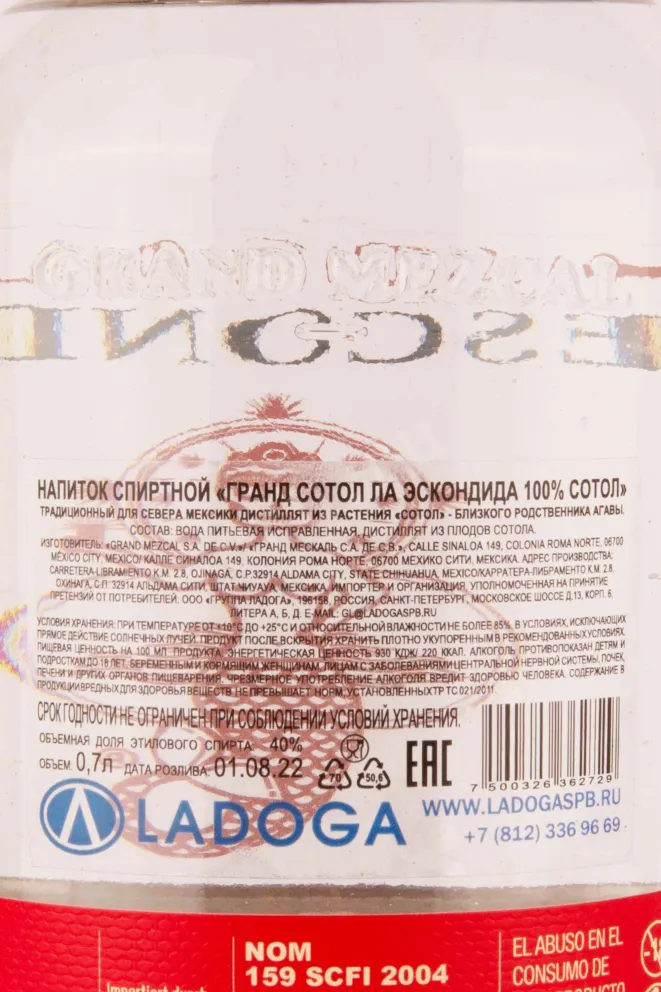 GRAND MEZCAL
ESCONDI
НАПИТОК СПИРТНОЙ «ГРАНД СОТОЛ ЛА ЭСКОНДИДА 100% СОТОЛ»
ТРАДИЦИОННЫЙ ДЛЯ СЕВЕРА МЕКСИКИ ДИСТИЛЛЯТ ИЗ РАСТЕНИЯ «СОТОЛ» - БЛИЗКОГО РОДСТВЕННИКА АГАВЫ.
СОСТАВ: ВОДА ПИТЬЕВАЯ ИСПРАВЛЕННАЯ, ДИСТИЛЛЯТ ИЗ ПЛОДОВ СОТОЛА.
ИЗГОТОВИТЕЛЬ: «GRAND MEZCAL S.A. DE C.V.»/ «ГРАНД МЕСКАЛЬ С.А. ДЕ С.В.», CALLE SINALOA 149, COLONIA ROMA NORTE, 06700
MÉXICO CITY, MEXICO/ КАЛЛЕ СИНАЛОА 149, КОЛОНИЯ РОМА НОРТЕ, 06700 МЕХИКО СИТИ, МЕКСИКА. АДРЕС ПРОИЗВОДСТВА:
CARRETERA-LIBRAMIENTO K.M. 2.8, OJINAGA, C.P.32914 ALDAMA CITY, STATE CHIHUAHUA, MEXICO/КАРРАТЕРА-ЛИБРАМЕНТО K.M. 2.8,
ОХИНАГА, С.П. 32914 АЛЬДАМА СИТИ, ШТАТ ЧИУАУА, МЕКСИКА. ИМПОРТЕР И ОРГАНИЗАЦИЯ, УПОЛНОМОЧЕННАЯ НА ПРИНЯТИЕ
ПРЕТЕНЗИЙ ОТ ПОТРЕБИТЕЛЕЙ: ООО «ГРУППА ЛАДОГА», 196158, РОССИЯ, САНКТ-ПЕТЕРБУРГ, МОСКОВСКОЕ ШОССЕ Д.13, КОРП. 6,
ЛИТЕРА А, Б, Д, E-MAIL: GL@LADOGASPB.RU
УСЛОВИЯ ХРАНЕНИЯ: ПРИ ТЕМПЕРАТУРЕ ОТ +10°C ДО +25°C И ОТНОСИТЕЛЬНОЙ ВЛАЖНОСТИ НЕ БОЛЕЕ 85%, В УСЛОВИЯХ, ИСКЛЮЧАЮЩИХ
ПРЯМОЕ ДЕЙСТВИЕ СОЛНЕЧНЫХ ЛУЧЕЙ. ПРОДУКТ ПОСЛЕ ВСКРЫТИЯ ХРАНИТЬ ПЛОТНО УКУПОРЕННЫМ В РЕКОМЕНДОВАННЫХ УСЛОВИЯХ.
ПИЩЕВАЯ ЦЕННОСТЬ НА 100 МЛ. ПРОДУКТА: ЭНЕРГЕТИЧЕСКАЯ ЦЕННОСТЬ 930 КДЖ/ 220 ККАЛ. АЛКОГОЛЬ ПРОТИВОПОКАЗАН ДЕТЯМ И
ПОДРОСТКАМ ДО 18 ЛЕТ, БЕРЕМЕННЫМ И КОРМЯЩИМ ЖЕНЩИНАМ, ЛИЦАМ С ЗАБОЛЕВАНИЯМИ ЦЕНТРАЛЬНОЙ НЕРВНОЙ СИСТЕМЫ, ПОЧЕК,
ПЕЧЕНИ И ДРУГИХ ОРГАНОВ ПИЩЕВАРЕНИЯ. ЧРЕЗМЕРНОЕ УПОТРЕБЛЕНИЕ АЛКОГОЛЯ ВРЕДИТ ЗДОРОВЬЮ ЧЕЛОВЕКА. СОДЕРЖАНИЕ В
ПРОДУКЦИИ ВРЕДНЫХ ДЛЯ ЗДОРОВЬЯ ВЕЩЕСТВ НЕ ПРЕВЫШАЕТ НОРМ, УСТАНОВЛЕННЫХ ТР ТС 021/2011
СРОК ГОДНОСТИ НЕ ОГРАНИЧЕН ПРИ СОБЛЮДЕНИИ УСЛОВИЙ ХРАНЕНИЯ.
ОБЪЕМНАЯ ДОЛЯ ЭТИЛОВОГО СПИРТА: 40%
ОБЪЕМ: 0,7л ДАТА РОЗЛИВА: 01.08.22
70
50,6
EAC
7 500326 362729
LADOGA
WWW.LADOGASPB.RU
+7 (812) 336 96 69
NOM
159 SCFI 2004
EL ABUSO EN EL
CONSUMO DE
Importiert durch